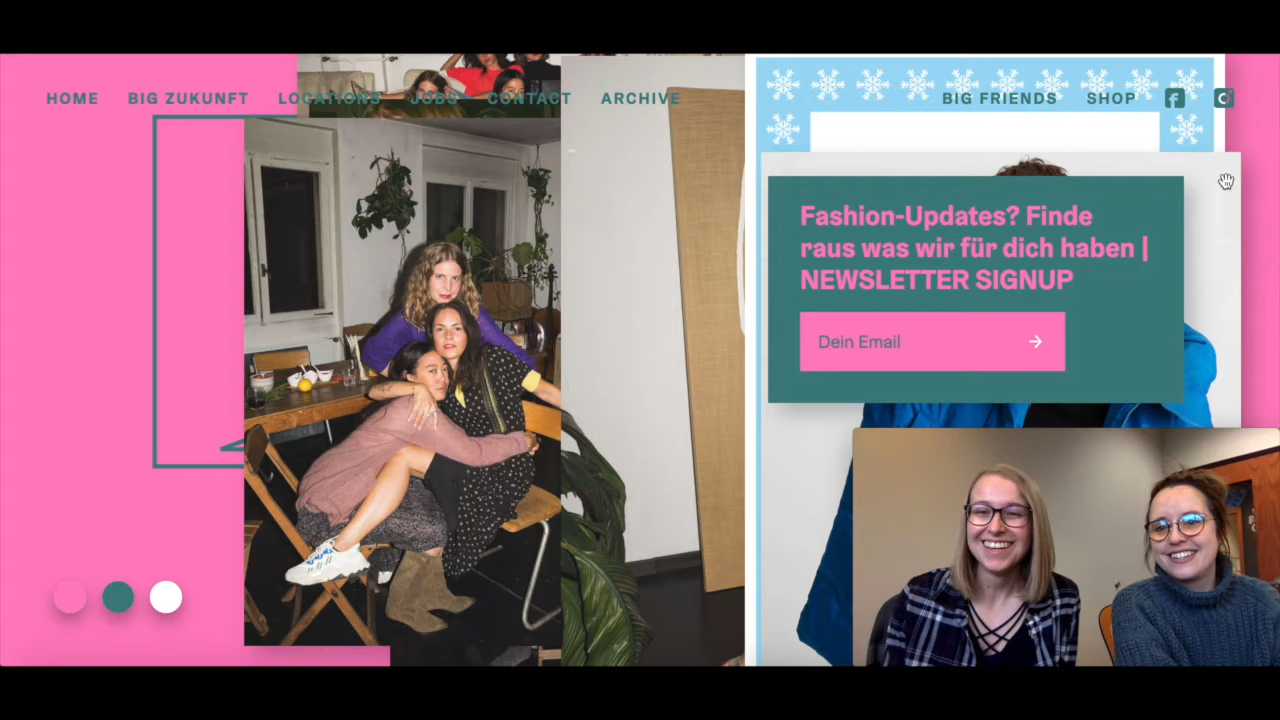 HOME BIG ZUKUNFT LOCATIONS JOBS CONTACT ARCHIVE BIG FRIENDS SHOP
Fashion-Updates? Finde
raus was wir für dich haben |
NEWSLETTER SIGNUP
Dein Email